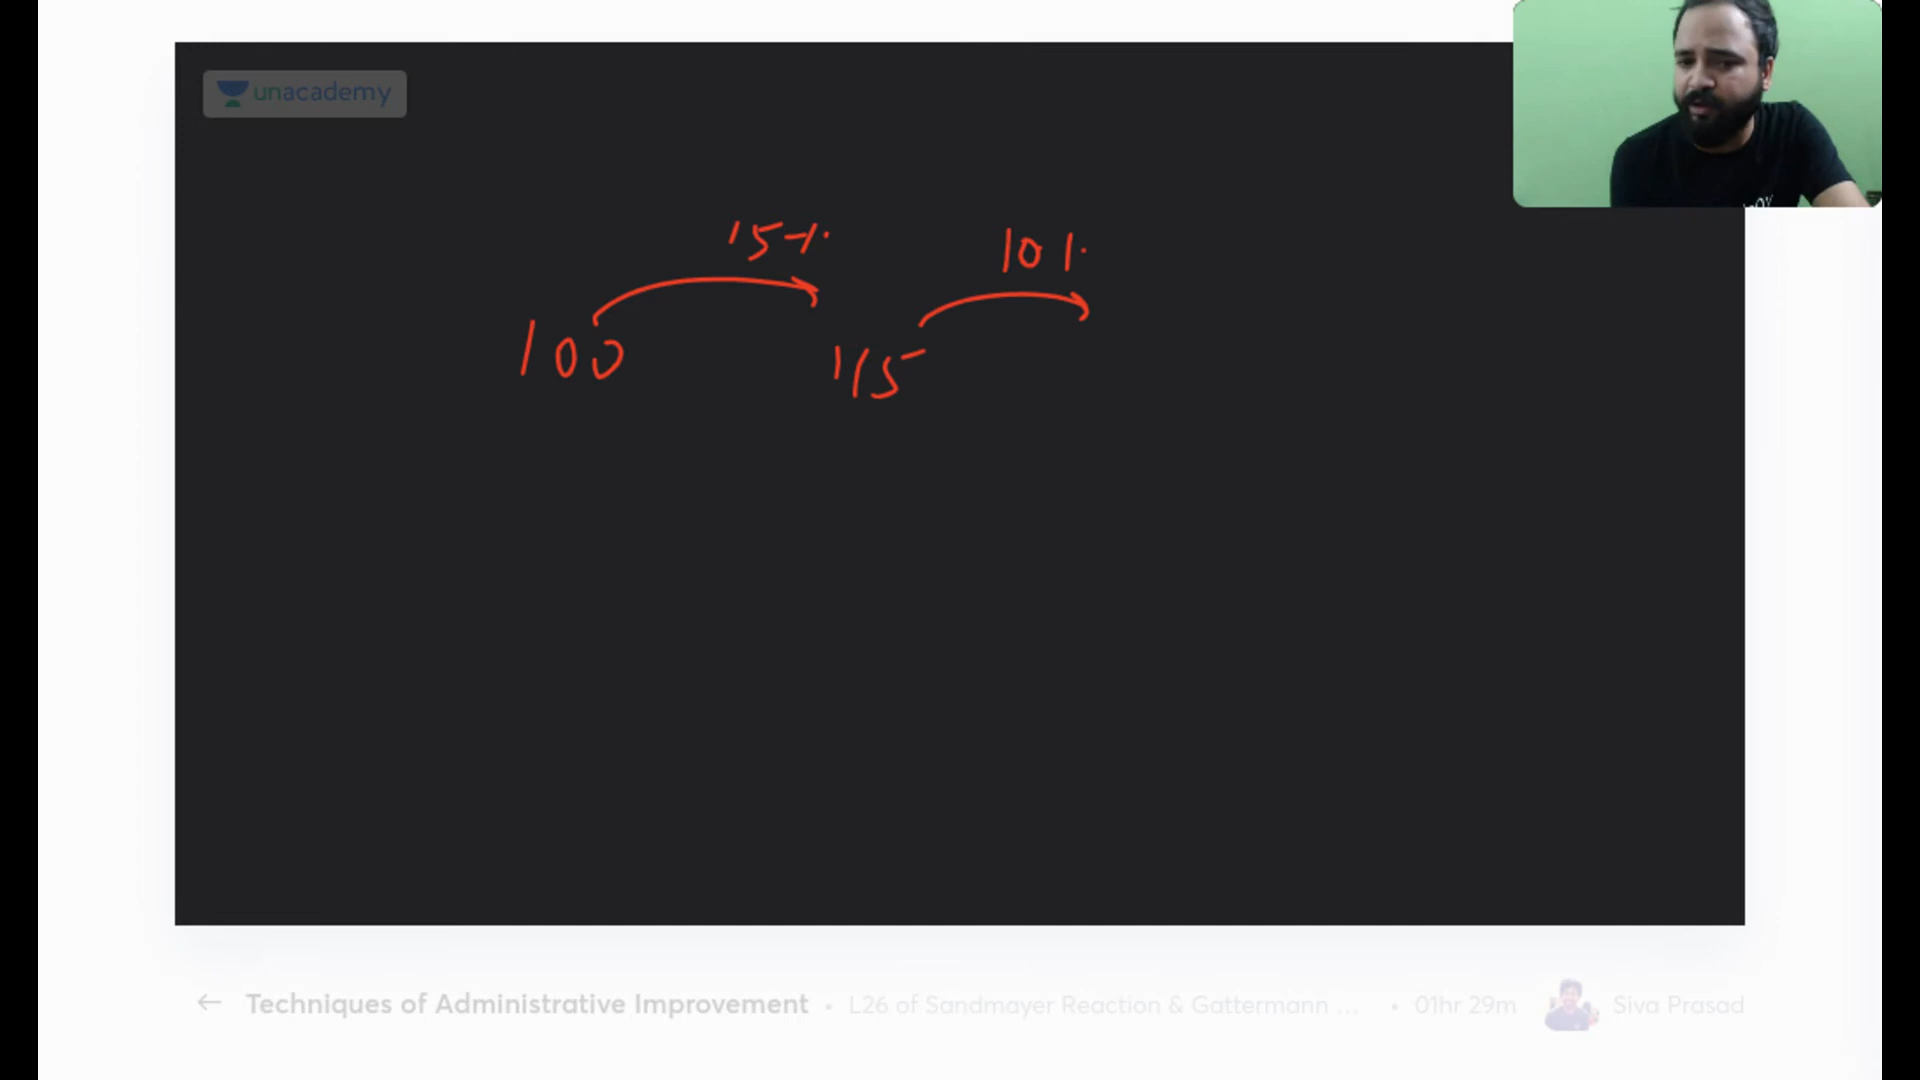 unacademy
15% 10%
100 115
Techniques of Administrative Improvement • L26 of Sandmayer Reaction & Gattermann ... • 01hr 29m Siva Prasad